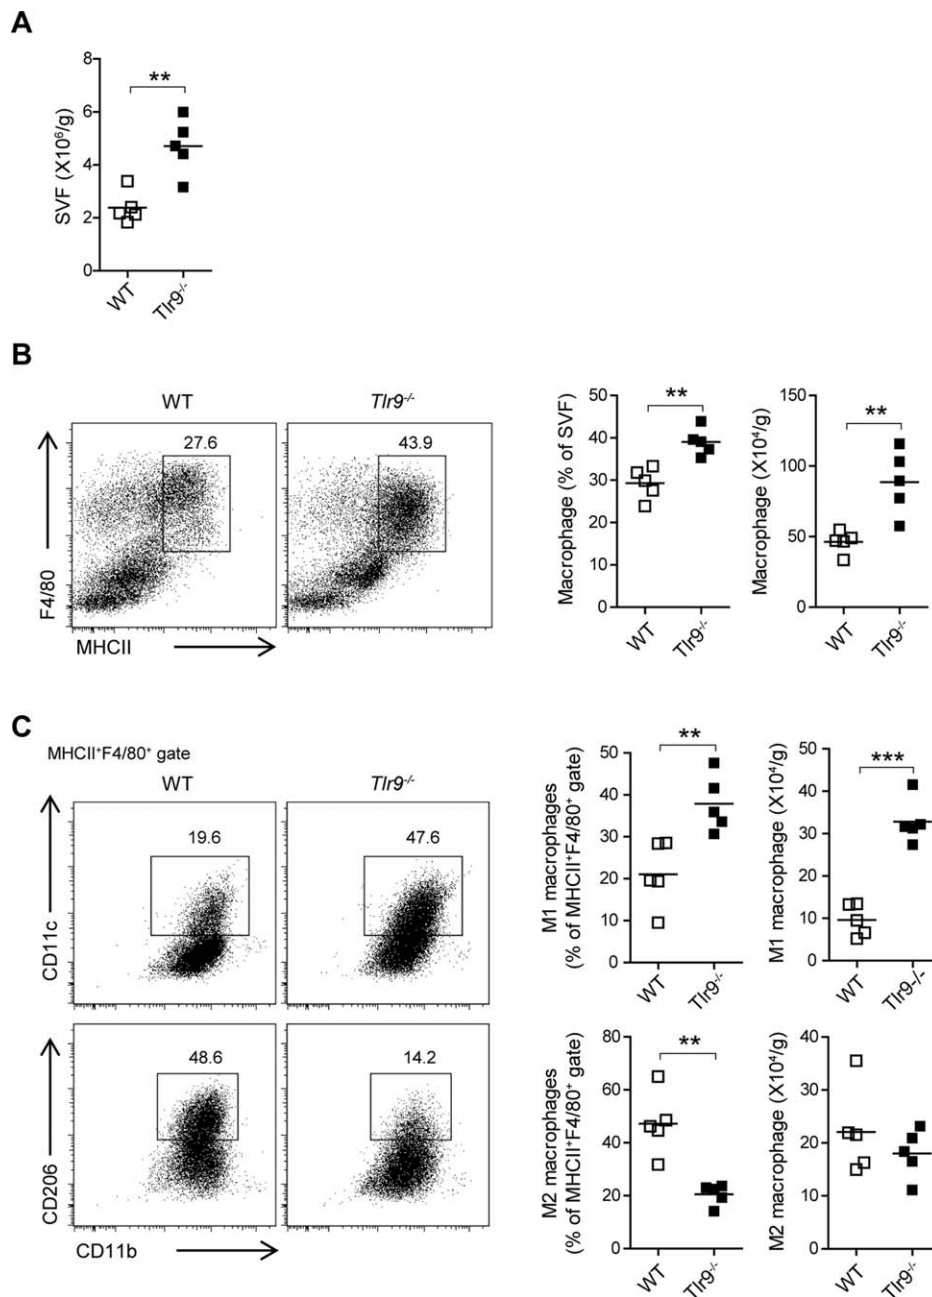 A
SVF (X10⁶/g)
8
6
4
2
0
**
WT
Tlr9⁻/⁻
B
WT
Tlr9⁻/⁻
27.6
43.9
F4/80
MHCII
Macrophage (% of SVF)
50
40
30
20
10
0
**
WT
Tlr9⁻/⁻
Macrophage (X10⁴/g)
150
100
50
0
**
WT
Tlr9⁻/⁻
C
MHCII⁺F4/80⁺ gate
WT
Tlr9⁻/⁻
19.6
47.6
CD11c
48.6
14.2
CD206
CD11b
M1 macrophages
(% of MHCII⁺F4/80⁺ gate)
50
40
30
20
10
0
**
WT
Tlr9⁻/⁻
M1 macrophage (X10⁴/g)
50
40
30
20
10
0
***
WT
Tlr9-/-
M2 macrophages
(% of MHCII⁺F4/80⁺ gate)
80
60
40
20
0
**
WT
Tlr9⁻/⁻
M2 macrophage (X10⁴/g)
40
30
20
10
0
WT
Tlr9⁻/⁻